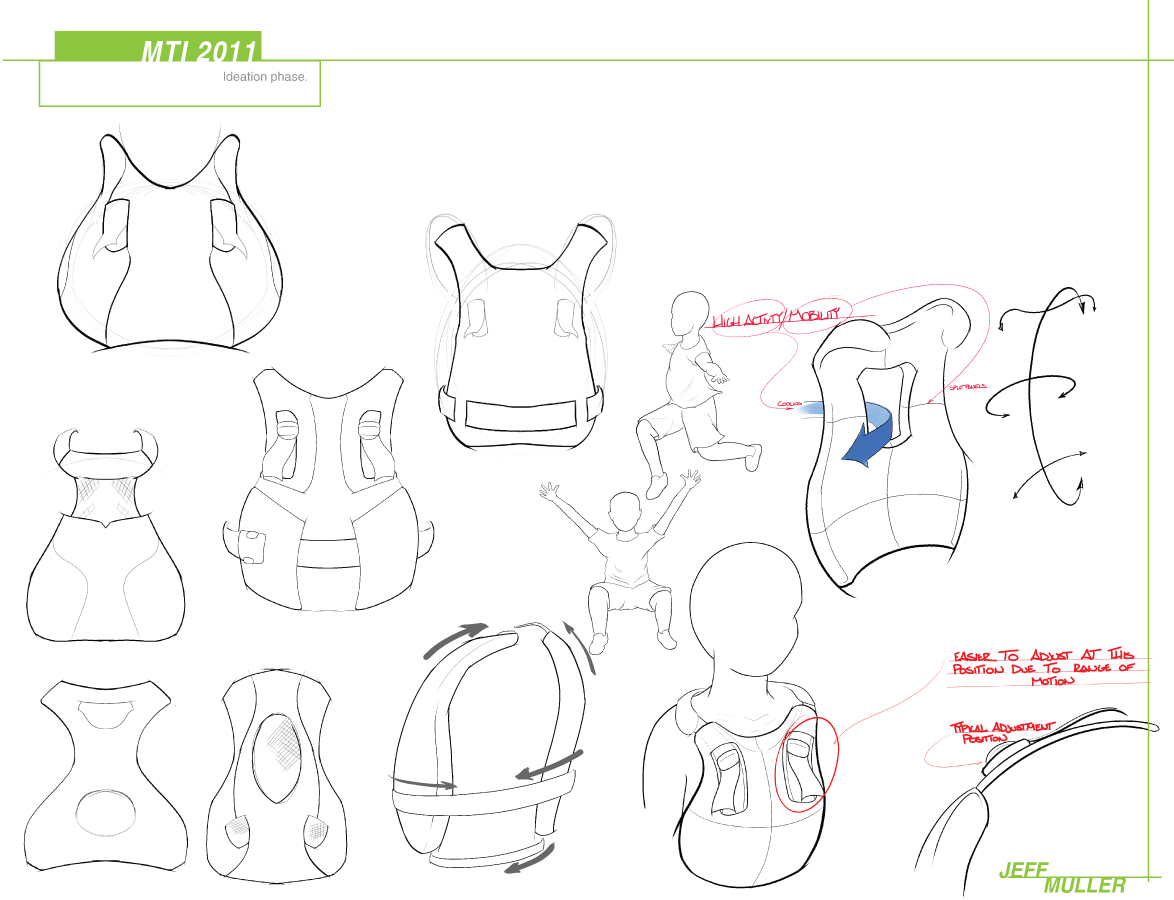 MTI 2011
Ideation phase.
HIGH ACTIVITY/MOBILITY
SPLIT PANELS
COOLING
EASIER TO ADJUST AT THIS
POSITION DUE TO RANGE OF
MOTION
TYPICAL ADJUSTMENT
POSITION
JEFF
MULLER